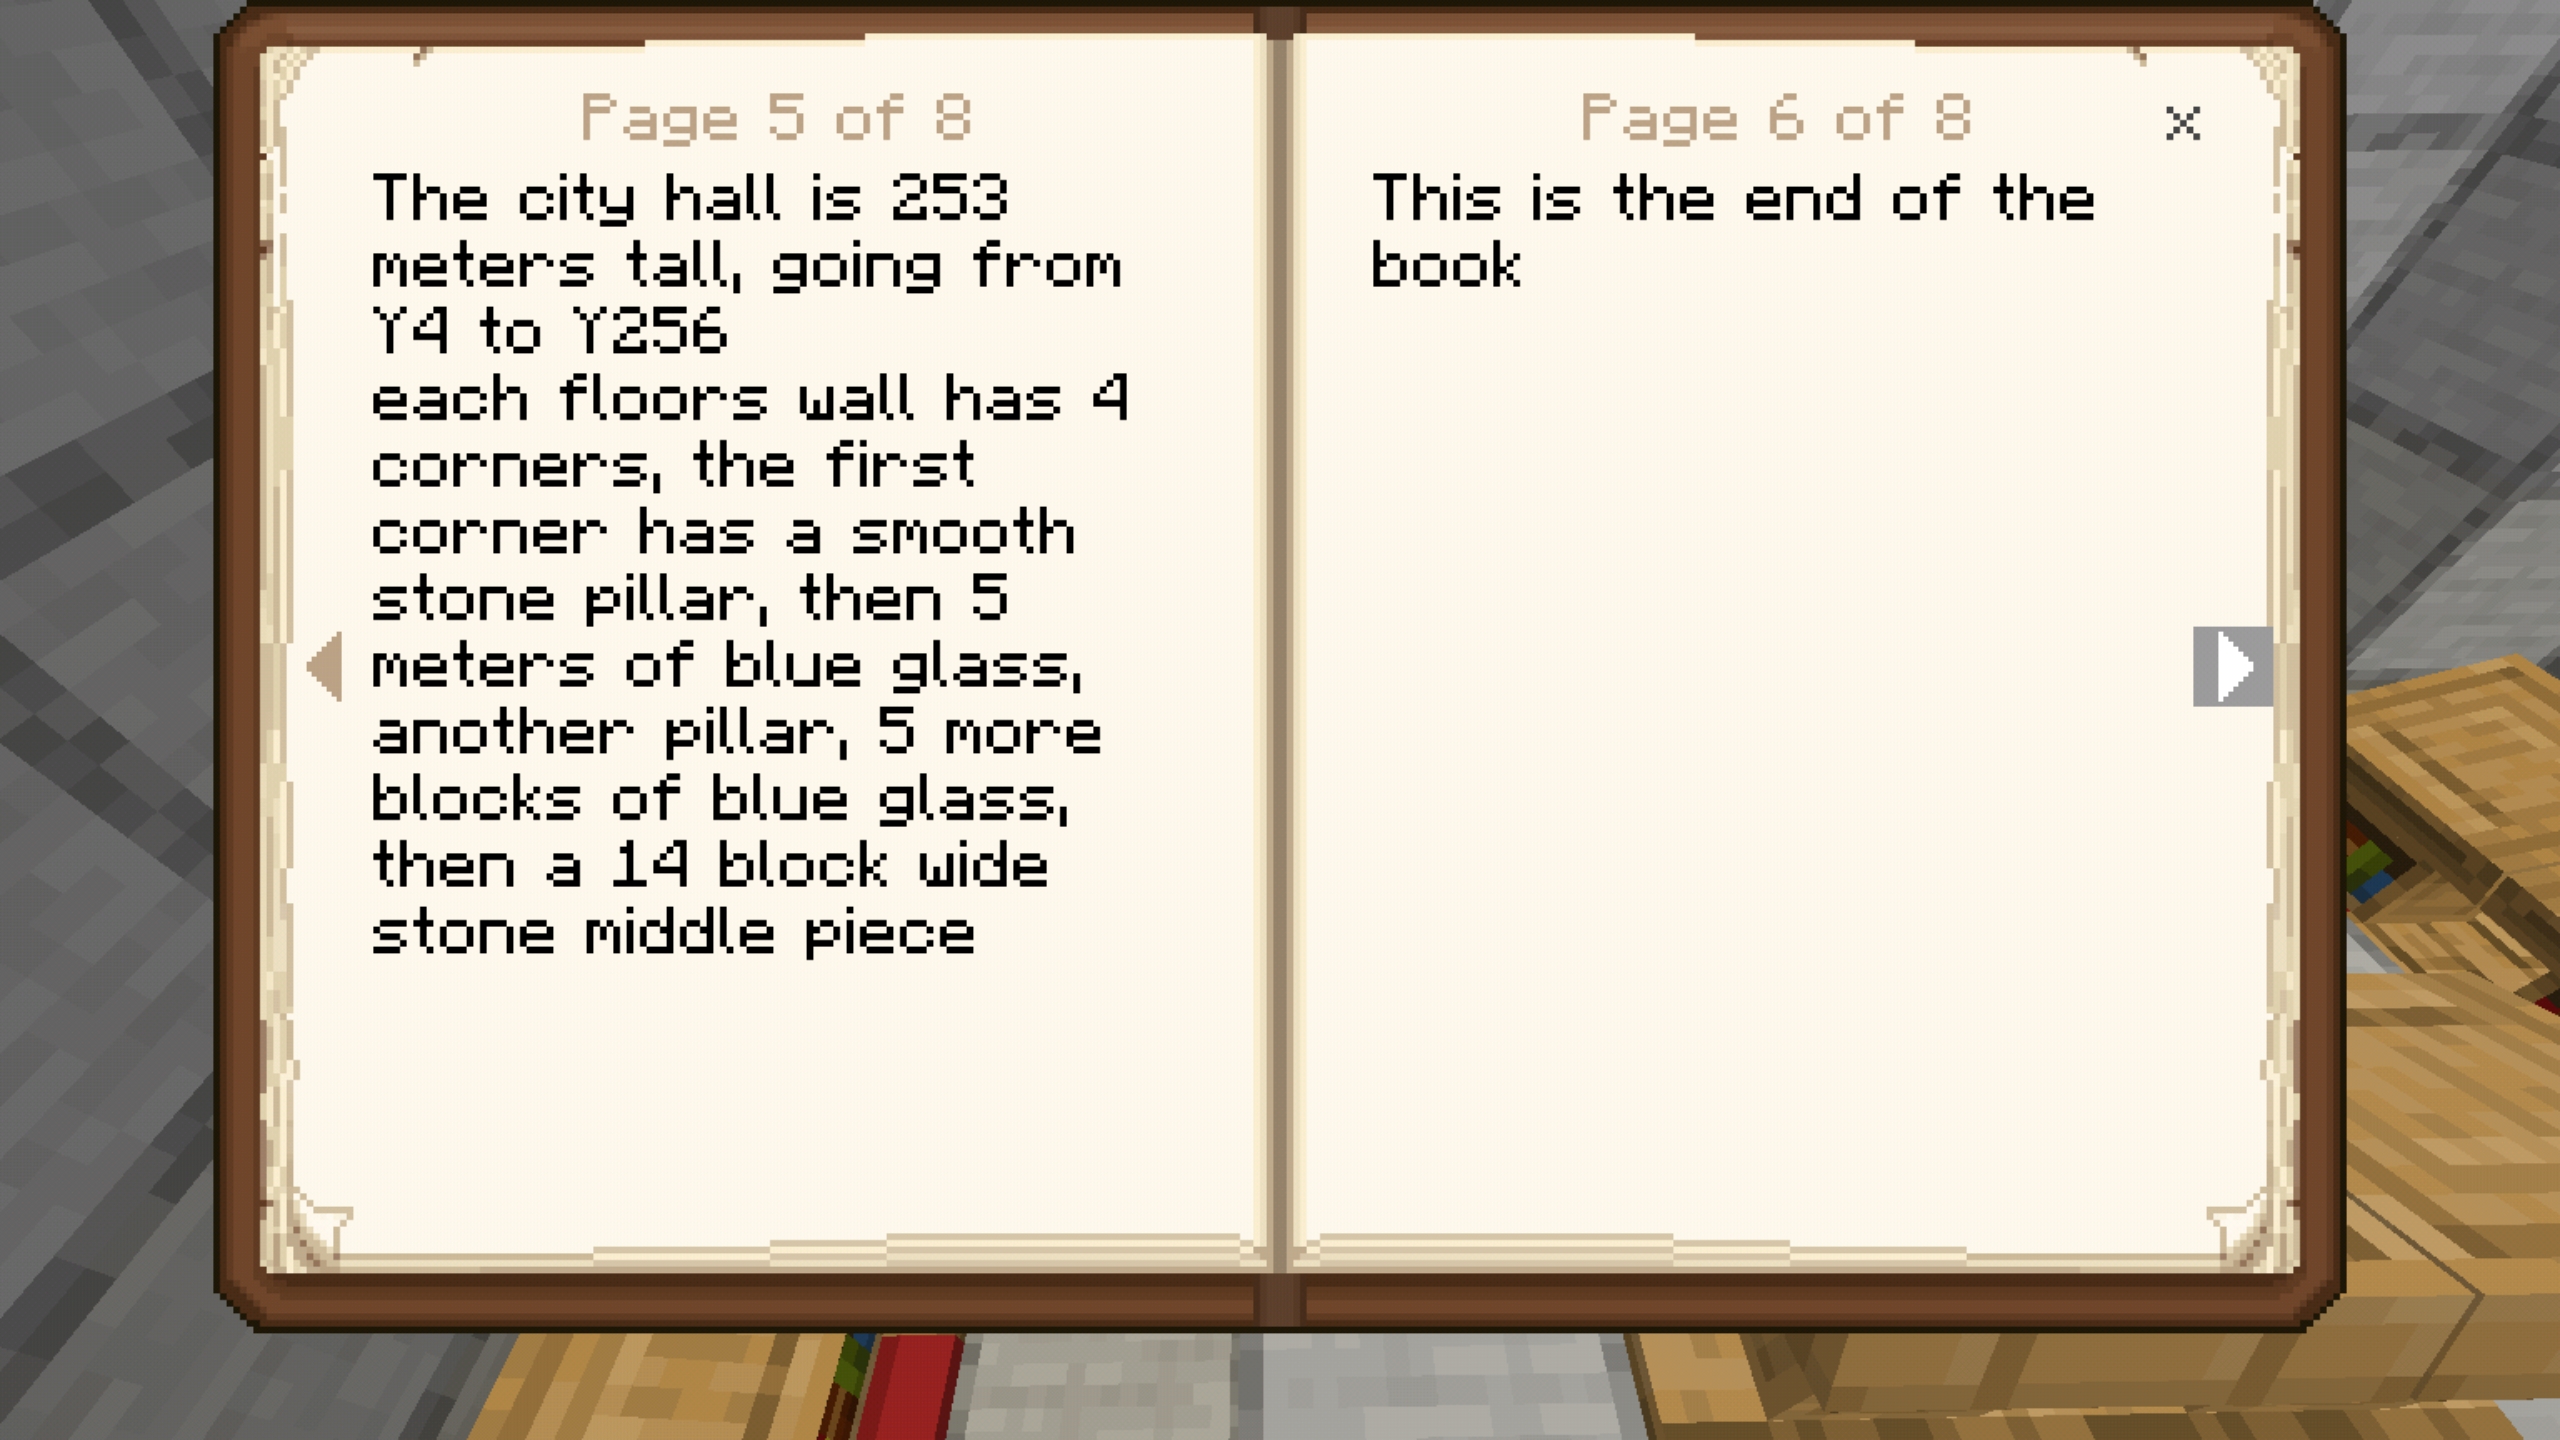 Page 5 of 8
The city hall is 253
meters tall, going from
Y4 to Y256
each floors wall has 4
corners, the first
corner has a smooth
stone pillar, then 5
meters of blue glass,
another pillar, 5 more
blocks of blue glass,
then a 14 block wide
stone middle piece
Page 6 of 8
This is the end of the
book